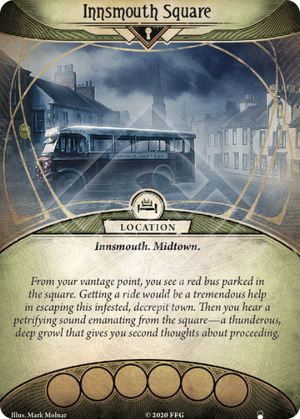 Innsmouth Square
LOCATION
Innsmouth. Midtown.
From your vantage point, you see a red bus parked
in the square. Getting a ride would be a tremendous help
in escaping this infested, decrepit town. Then you hear a
petrifying sound emanating from the square—a thunderous,
deep growl that gives you second thoughts about proceeding.
Illus. Mark Molnar
© 2020 FFG